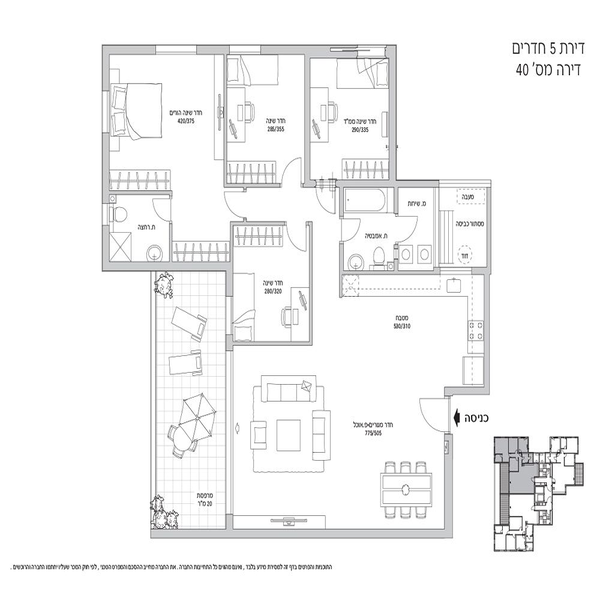 דירת 5 חדרים
דירה מס' 40
חדר שינה הורים
420/375
חדר שינה
285/355
חדר שינה ממ"ד
290/335
ח. רחצה
חדר שינה
280/320
ח. אמבטיה
ח. שירות
מעבה
מסתור כביסה
דוד
מטבח
530/310
כניסה
חדר מגורים+פ.אוכל
775/505
מרפסת
20 מ"ר